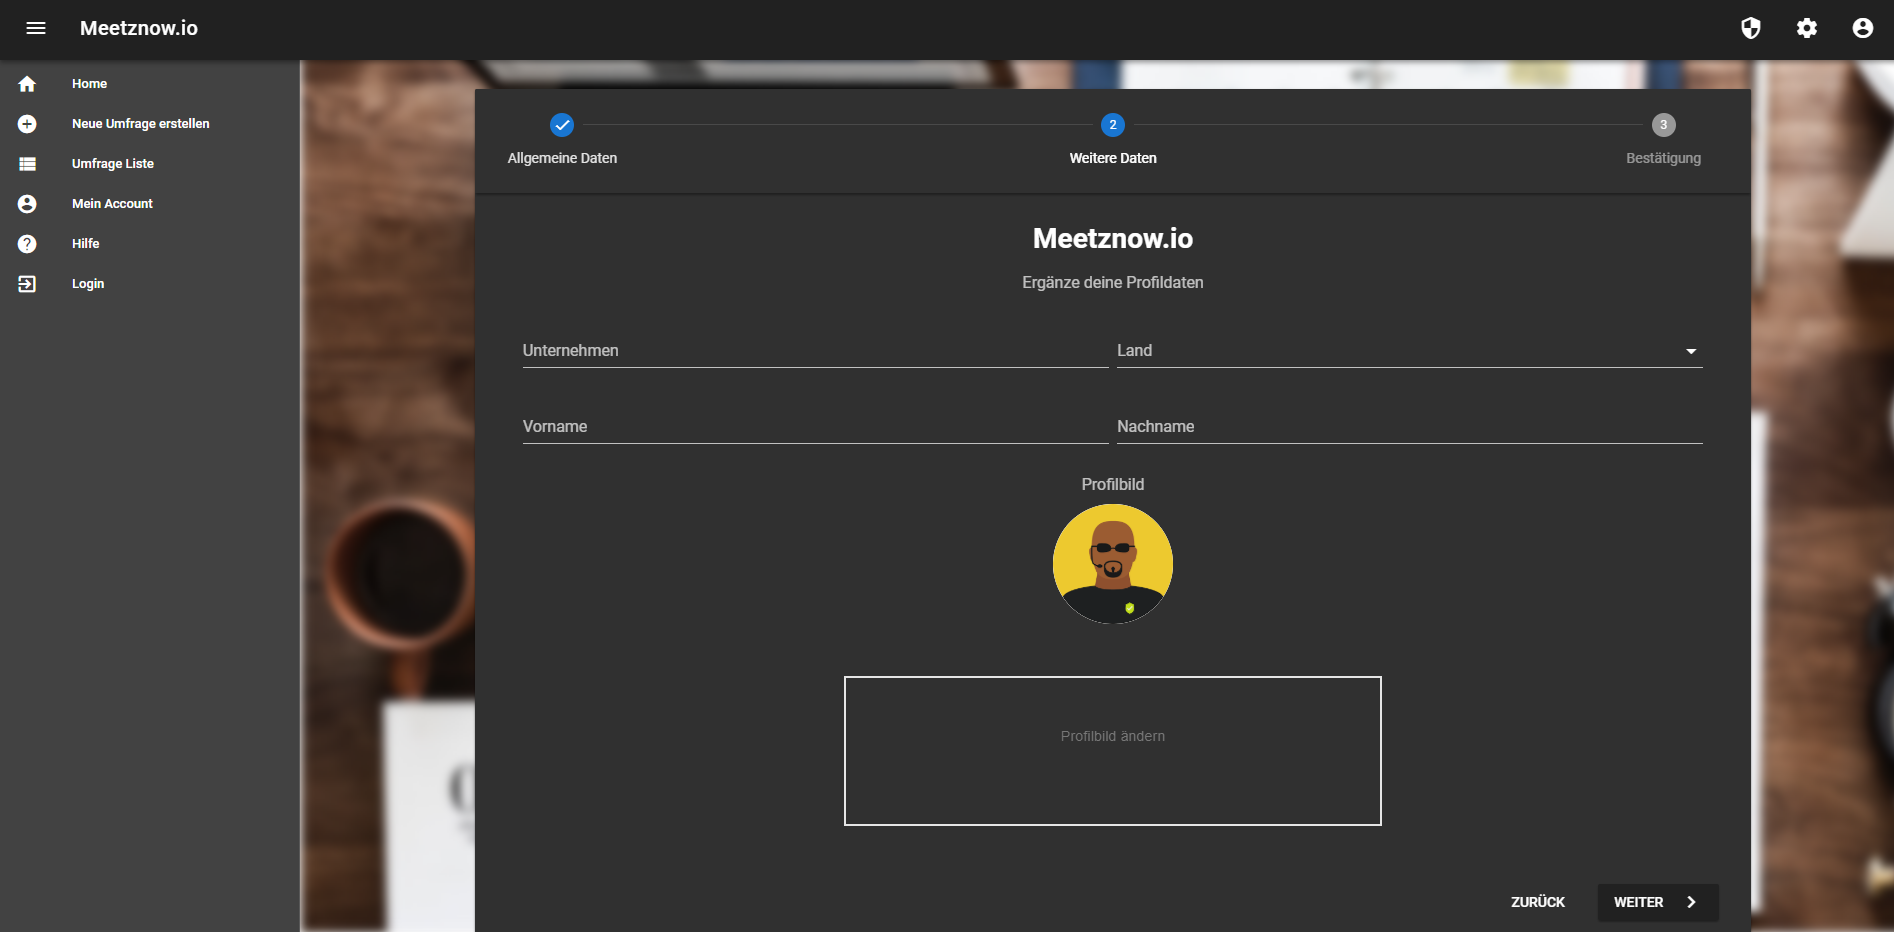 Meetznow.io
Home
Neue Umfrage erstellen
Umfrage Liste
Mein Account
Hilfe
Login
Allgemeine Daten
2
Weitere Daten
3
Bestätigung
Meetznow.io
Ergänze deine Profildaten
Unternehmen
Land
Vorname
Nachname
Profilbild
Profilbild ändern
ZURÜCK
WEITER